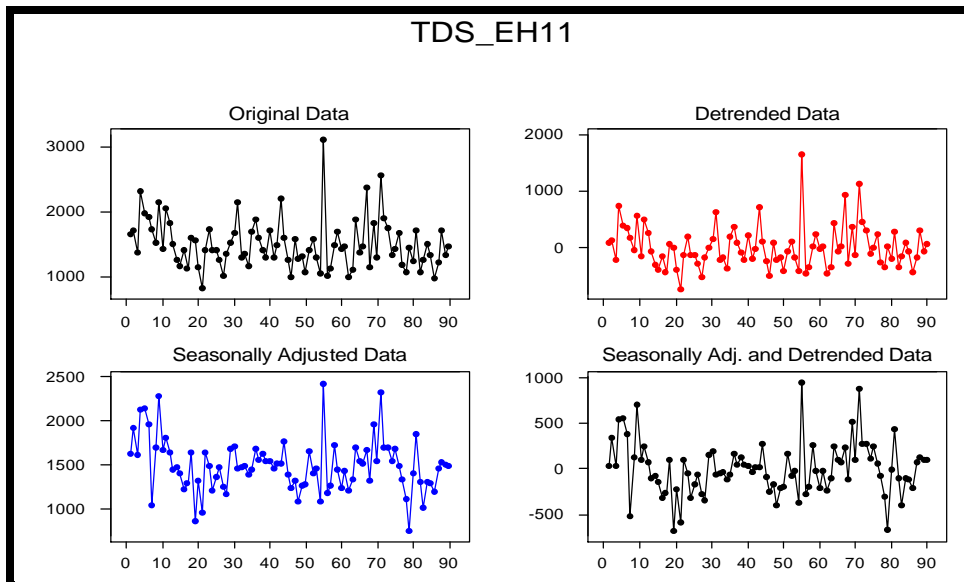 TDS_EH11
Original Data
3000
2000
1000
0 10 20 30 40 50 60 70 80 90
Detrended Data
2000
1000
0
0 10 20 30 40 50 60 70 80 90
Seasonally Adjusted Data
2500
2000
1500
1000
0 10 20 30 40 50 60 70 80 90
Seasonally Adj. and Detrended Data
1000
500
0
-500
0 10 20 30 40 50 60 70 80 90